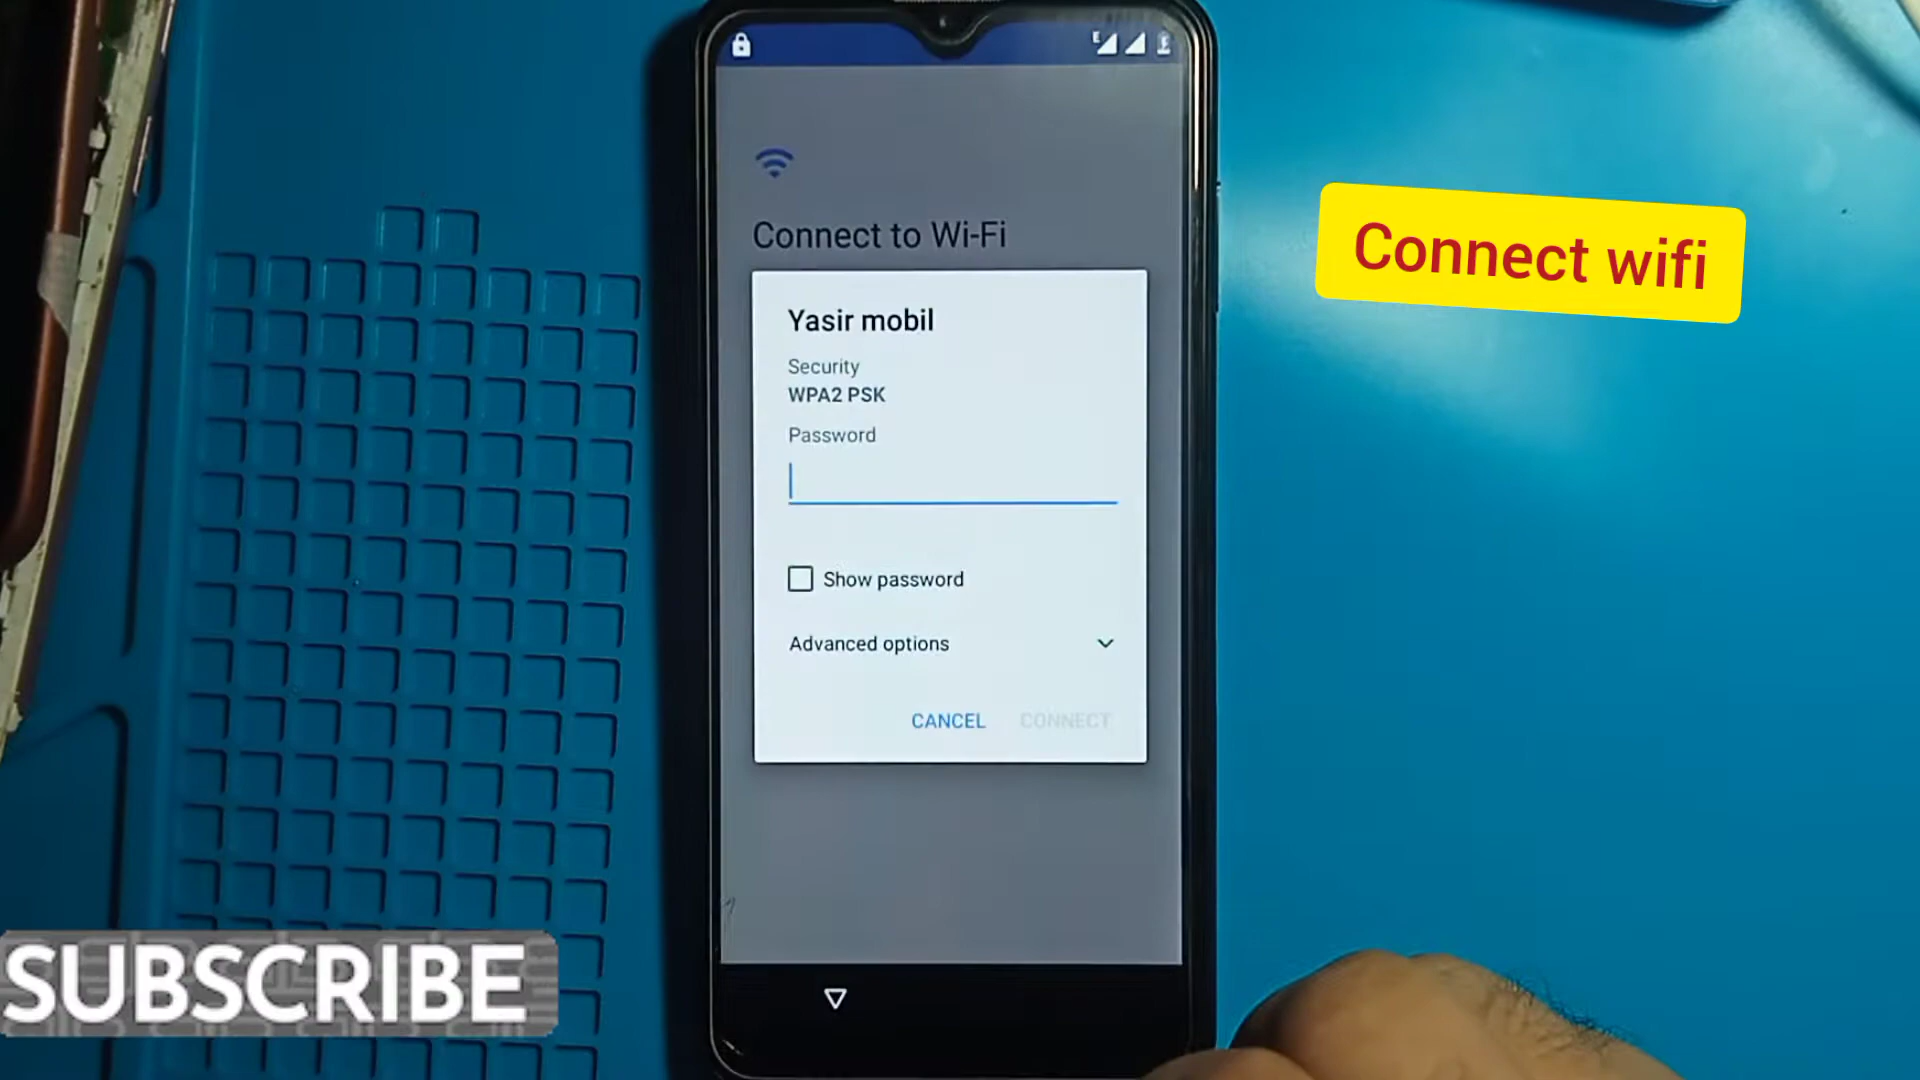 E
Connect to Wi-Fi
Connect wifi
Yasir mobil
Security
WPA2 PSK
Password
Show password
Advanced options
CANCEL CONNECT
SUBSCRIBE